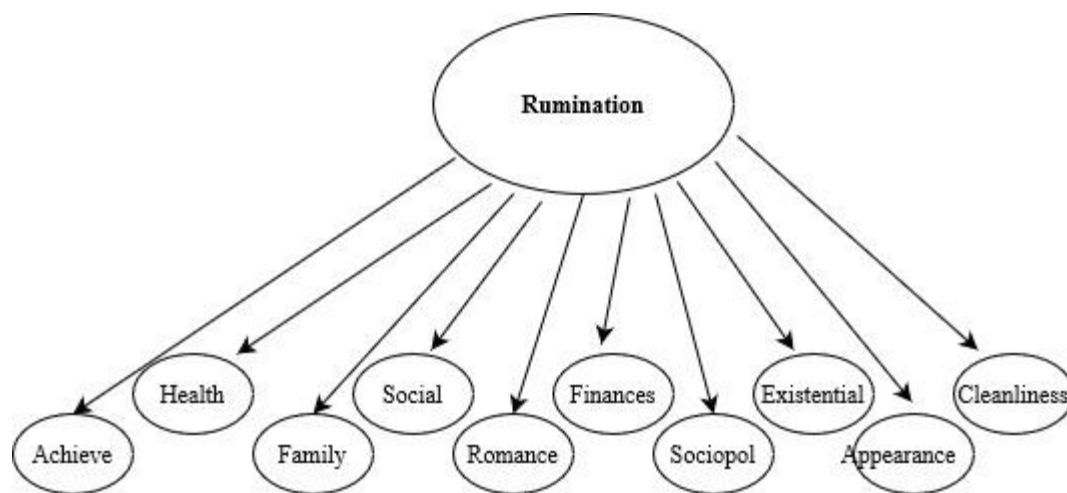 Rumination
Health
Social
Finances
Existential
Cleanliness
Achieve
Family
Romance
Sociopol
Appearance